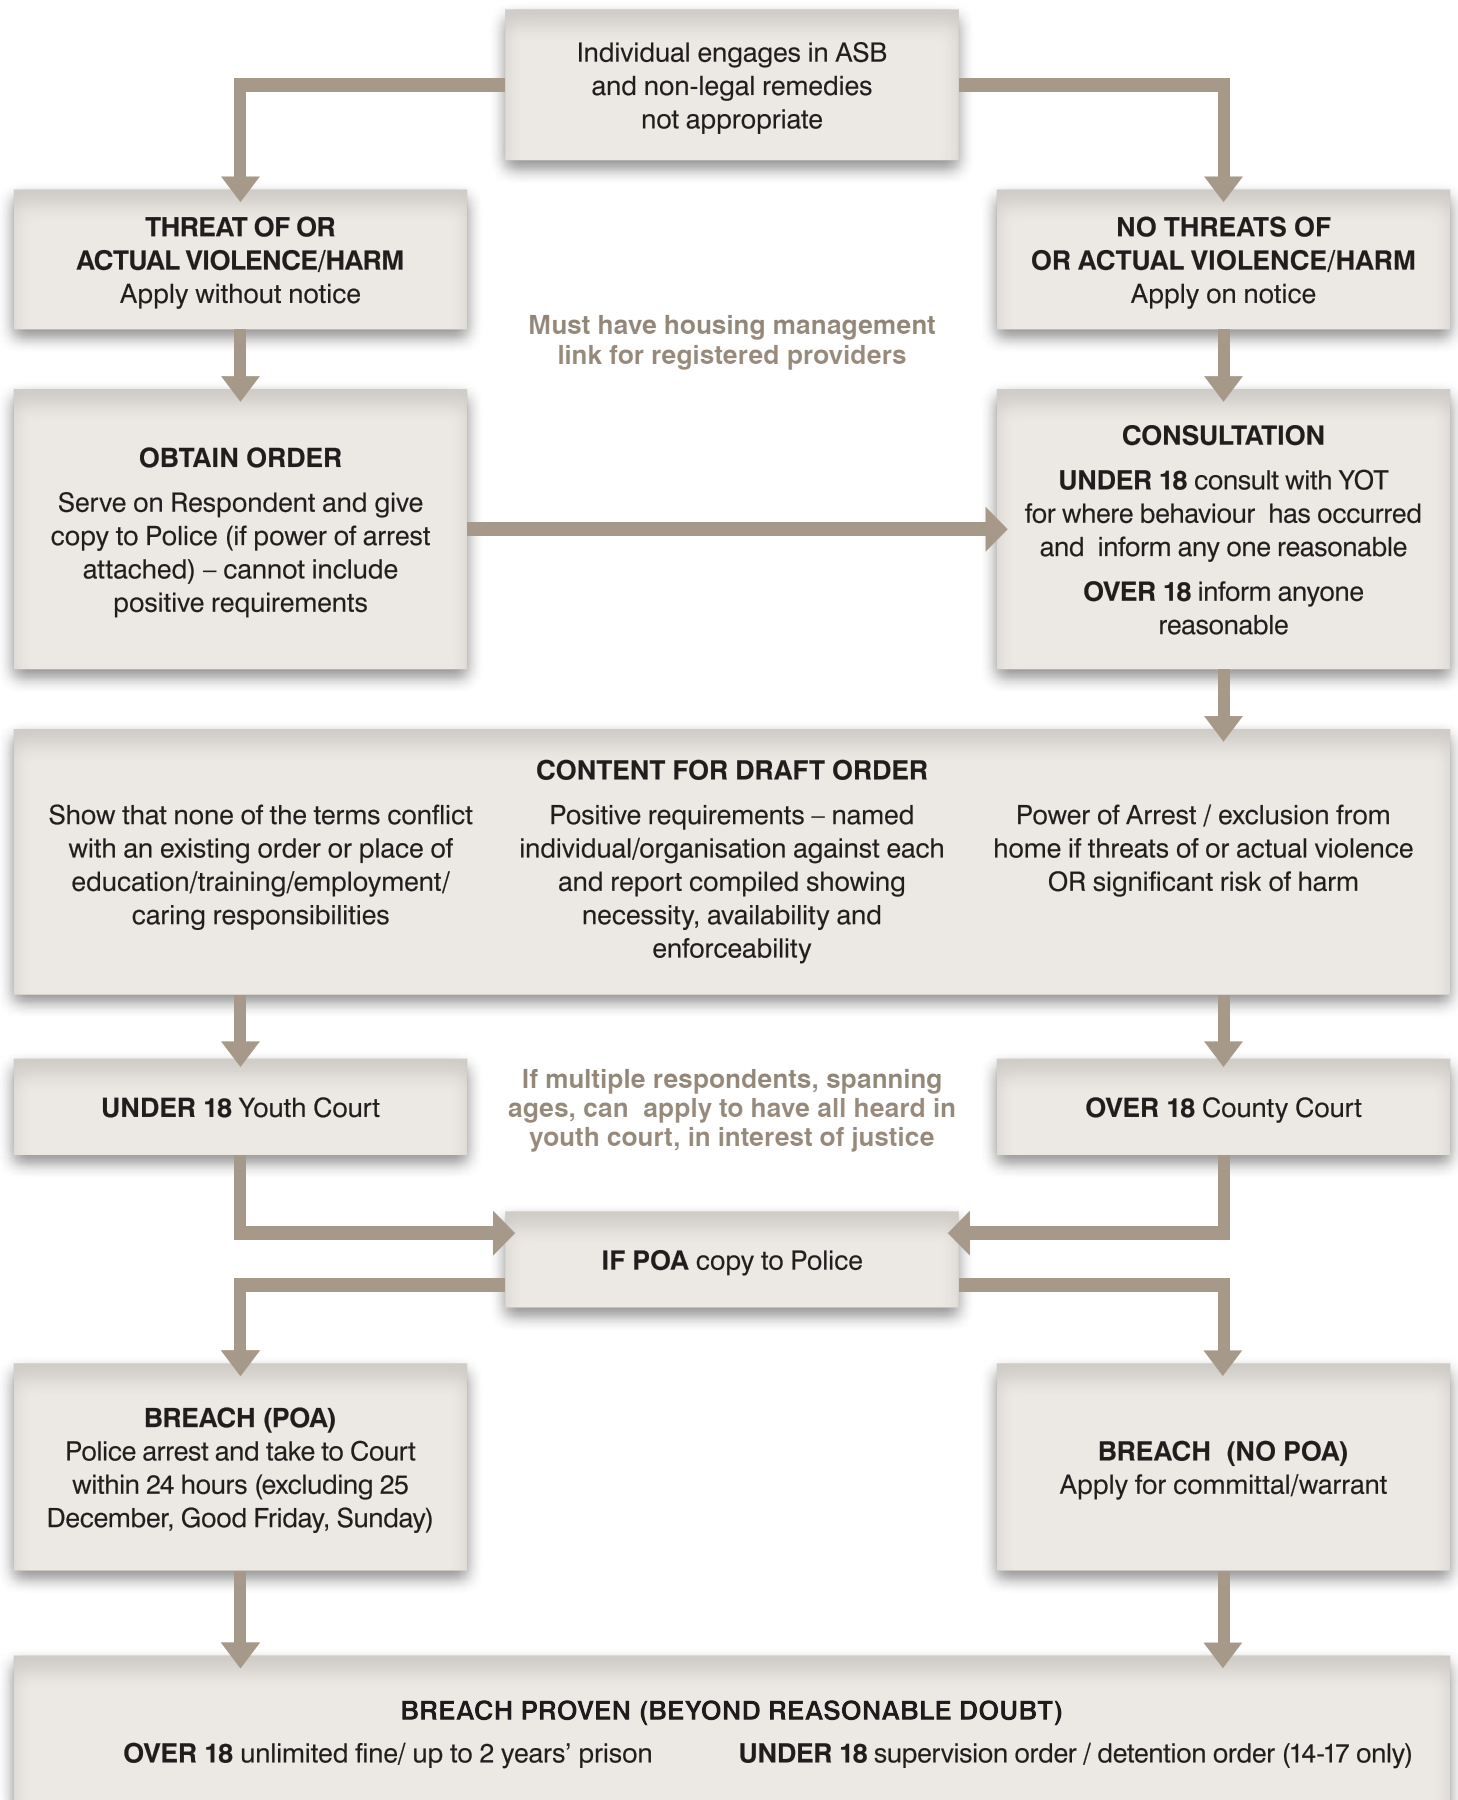 Individual engages in ASB
and non-legal remedies
not appropriate
THREAT OF OR
ACTUAL VIOLENCE/HARM
Apply without notice
NO THREATS OF
OR ACTUAL VIOLENCE/HARM
Apply on notice
Must have housing management
link for registered providers
OBTAIN ORDER
Serve on Respondent and give
copy to Police (if power of arrest
attached) – cannot include
positive requirements
CONSULTATION
UNDER 18 consult with YOT
for where behaviour has occurred
and inform any one reasonable
OVER 18 inform anyone
reasonable
CONTENT FOR DRAFT ORDER
Show that none of the terms conflict
with an existing order or place of
education/training/employment/
caring responsibilities
Positive requirements – named
individual/organisation against each
and report compiled showing
necessity, availability and
enforceability
Power of Arrest / exclusion from
home if threats of or actual violence
OR significant risk of harm
UNDER 18 Youth Court
If multiple respondents, spanning
ages, can apply to have all heard in
youth court, in interest of justice
OVER 18 County Court
IF POA copy to Police
BREACH (POA)
Police arrest and take to Court
within 24 hours (excluding 25
December, Good Friday, Sunday)
BREACH (NO POA)
Apply for committal/warrant
BREACH PROVEN (BEYOND REASONABLE DOUBT)
OVER 18 unlimited fine/ up to 2 years’ prison
UNDER 18 supervision order / detention order (14-17 only)